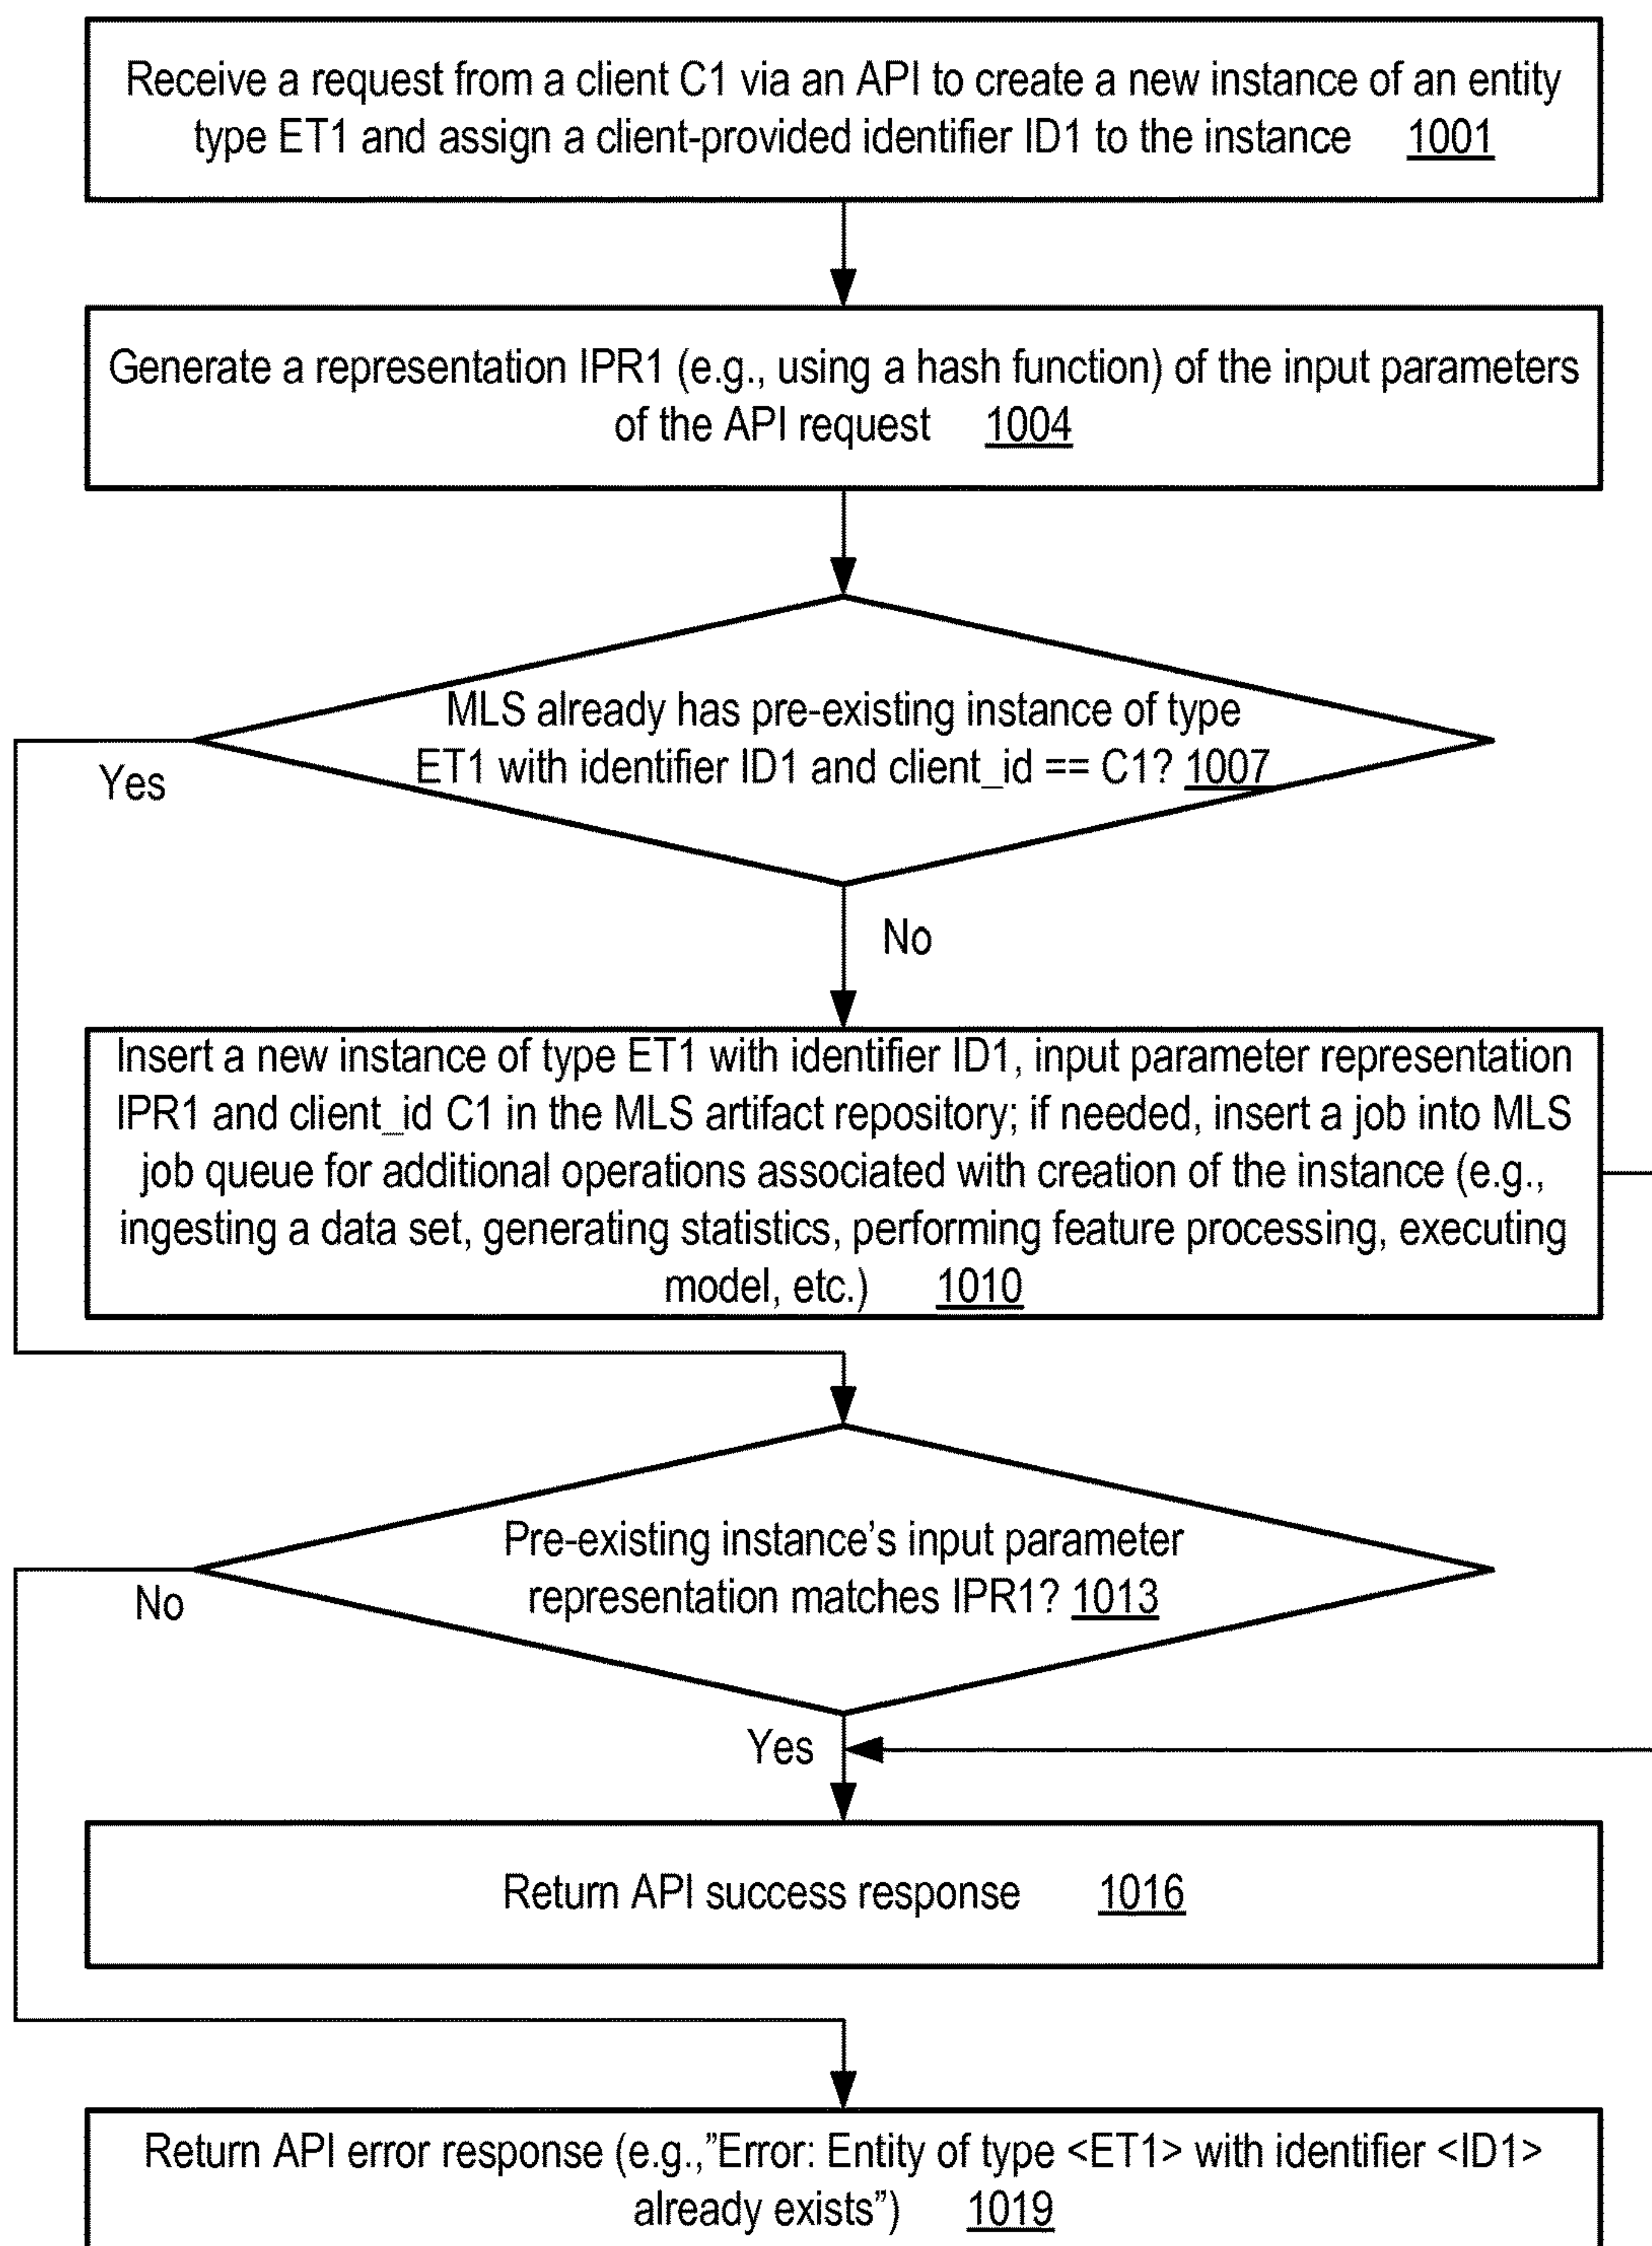 Receive a request from a client C1 via an API to create a new instance of an entity
type ET1 and assign a client-provided identifier ID1 to the instance 1001
Generate a representation IPR1 (e.g., using a hash function) of the input parameters
of the API request 1004
MLS already has pre-existing instance of type
ET1 with identifier ID1 and client_id == C1? 1007
Yes
No
Insert a new instance of type ET1 with identifier ID1, input parameter representation
IPR1 and client_id C1 in the MLS artifact repository; if needed, insert a job into MLS
job queue for additional operations associated with creation of the instance (e.g.,
ingesting a data set, generating statistics, performing feature processing, executing
model, etc.) 1010
Pre-existing instance's input parameter
representation matches IPR1? 1013
No
Yes
Return API success response 1016
Return API error response (e.g.,”Error: Entity of type <ET1> with identifier <ID1>
already exists”) 1019